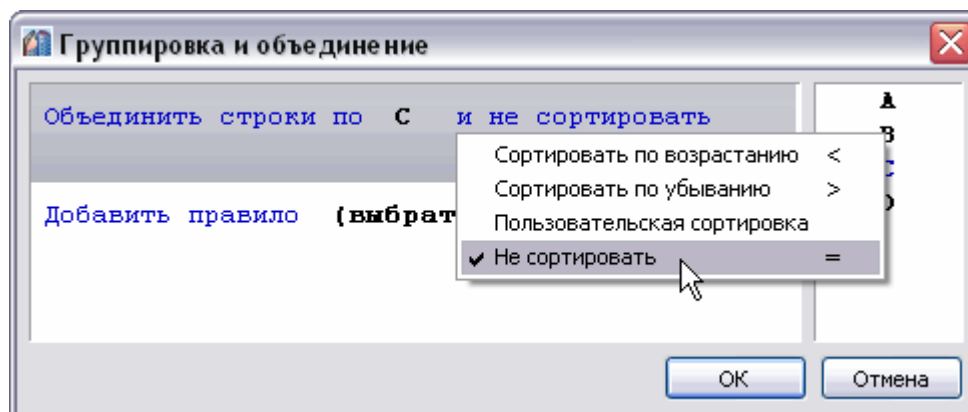 Группировка и объединение
Объединить строки по C и не сортировать
Добавить правило
A
B
Сортировать по возрастанию <
Сортировать по убыванию >
Пользовательская сортировка
Не сортировать =
OK
Отмена